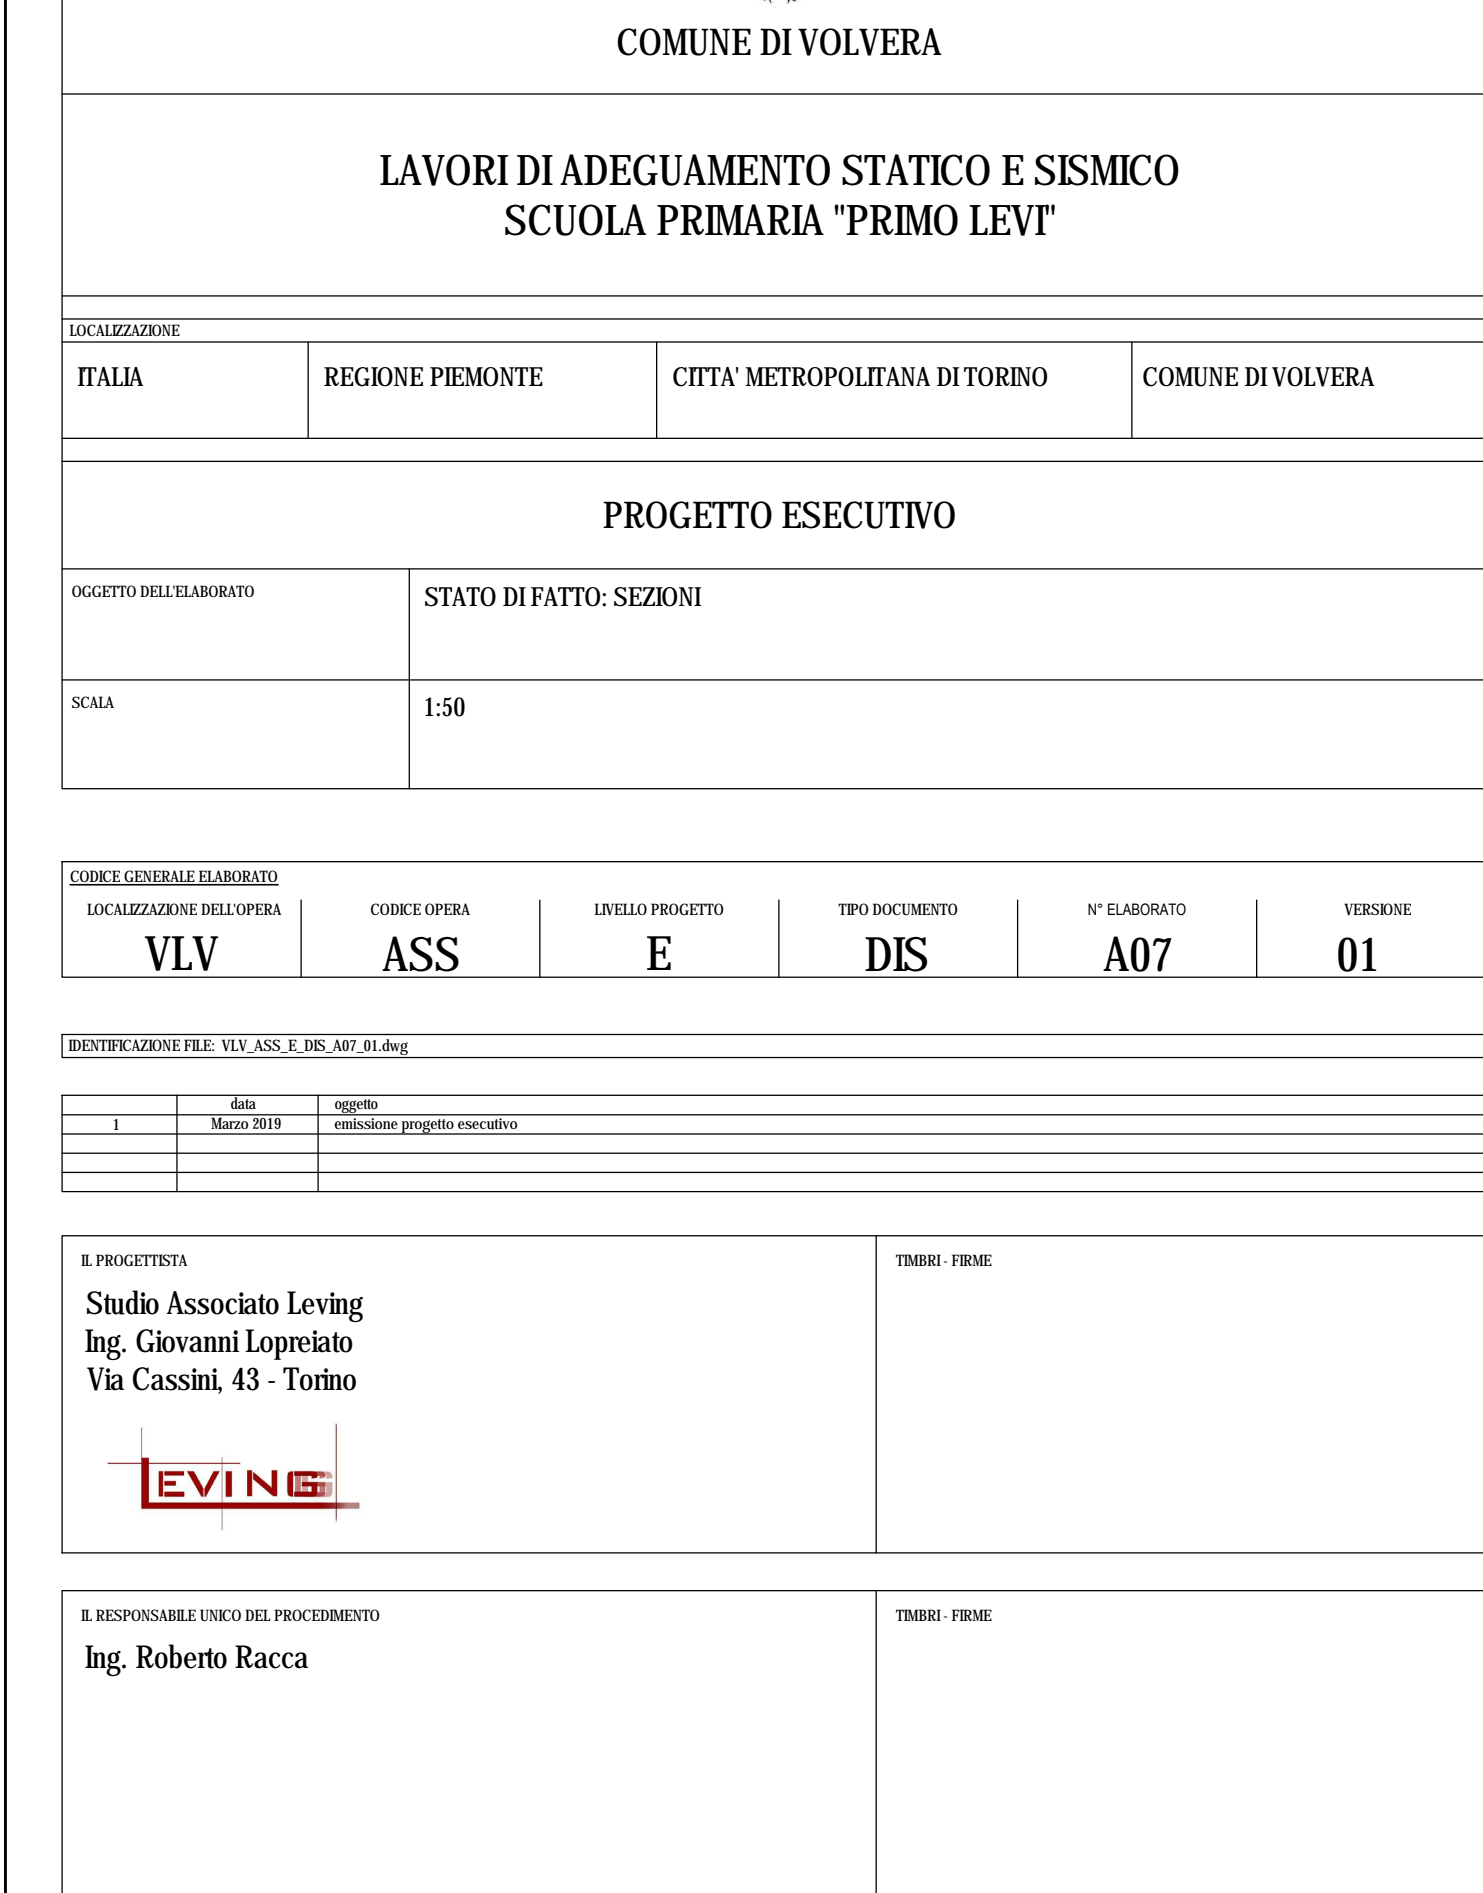 COMUNE DI VOLVERA
LAVORI DI ADEGUAMENTO STATICO E SISMICO
SCUOLA PRIMARIA "PRIMO LEVI"
LOCALIZZAZIONE
ITALIA
REGIONE PIEMONTE
CITTA' METROPOLITANA DI TORINO
COMUNE DI VOLVERA
PROGETTO ESECUTIVO
OGGETTO DELL'ELABORATO
STATO DI FATTO: SEZIONI
SCALA
1:50
CODICE GENERALE ELABORATO
LOCALIZZAZIONE DELL'OPERA
CODICE OPERA
LIVELLO PROGETTO
TIPO DOCUMENTO
N° ELABORATO
VERSIONE
VLV
ASS
E
DIS
A07
01
IDENTIFICAZIONE FILE: VLV_ASS_E_DIS_A07_01.dwg
data
oggetto
1
Marzo 2019
emissione progetto esecutivo
IL PROGETTISTA
TIMBRI - FIRME
Studio Associato Leving
Ing. Giovanni Lopreiato
Via Cassini, 43 - Torino
LEVING
IL RESPONSABILE UNICO DEL PROCEDIMENTO
TIMBRI - FIRME
Ing. Roberto Racca